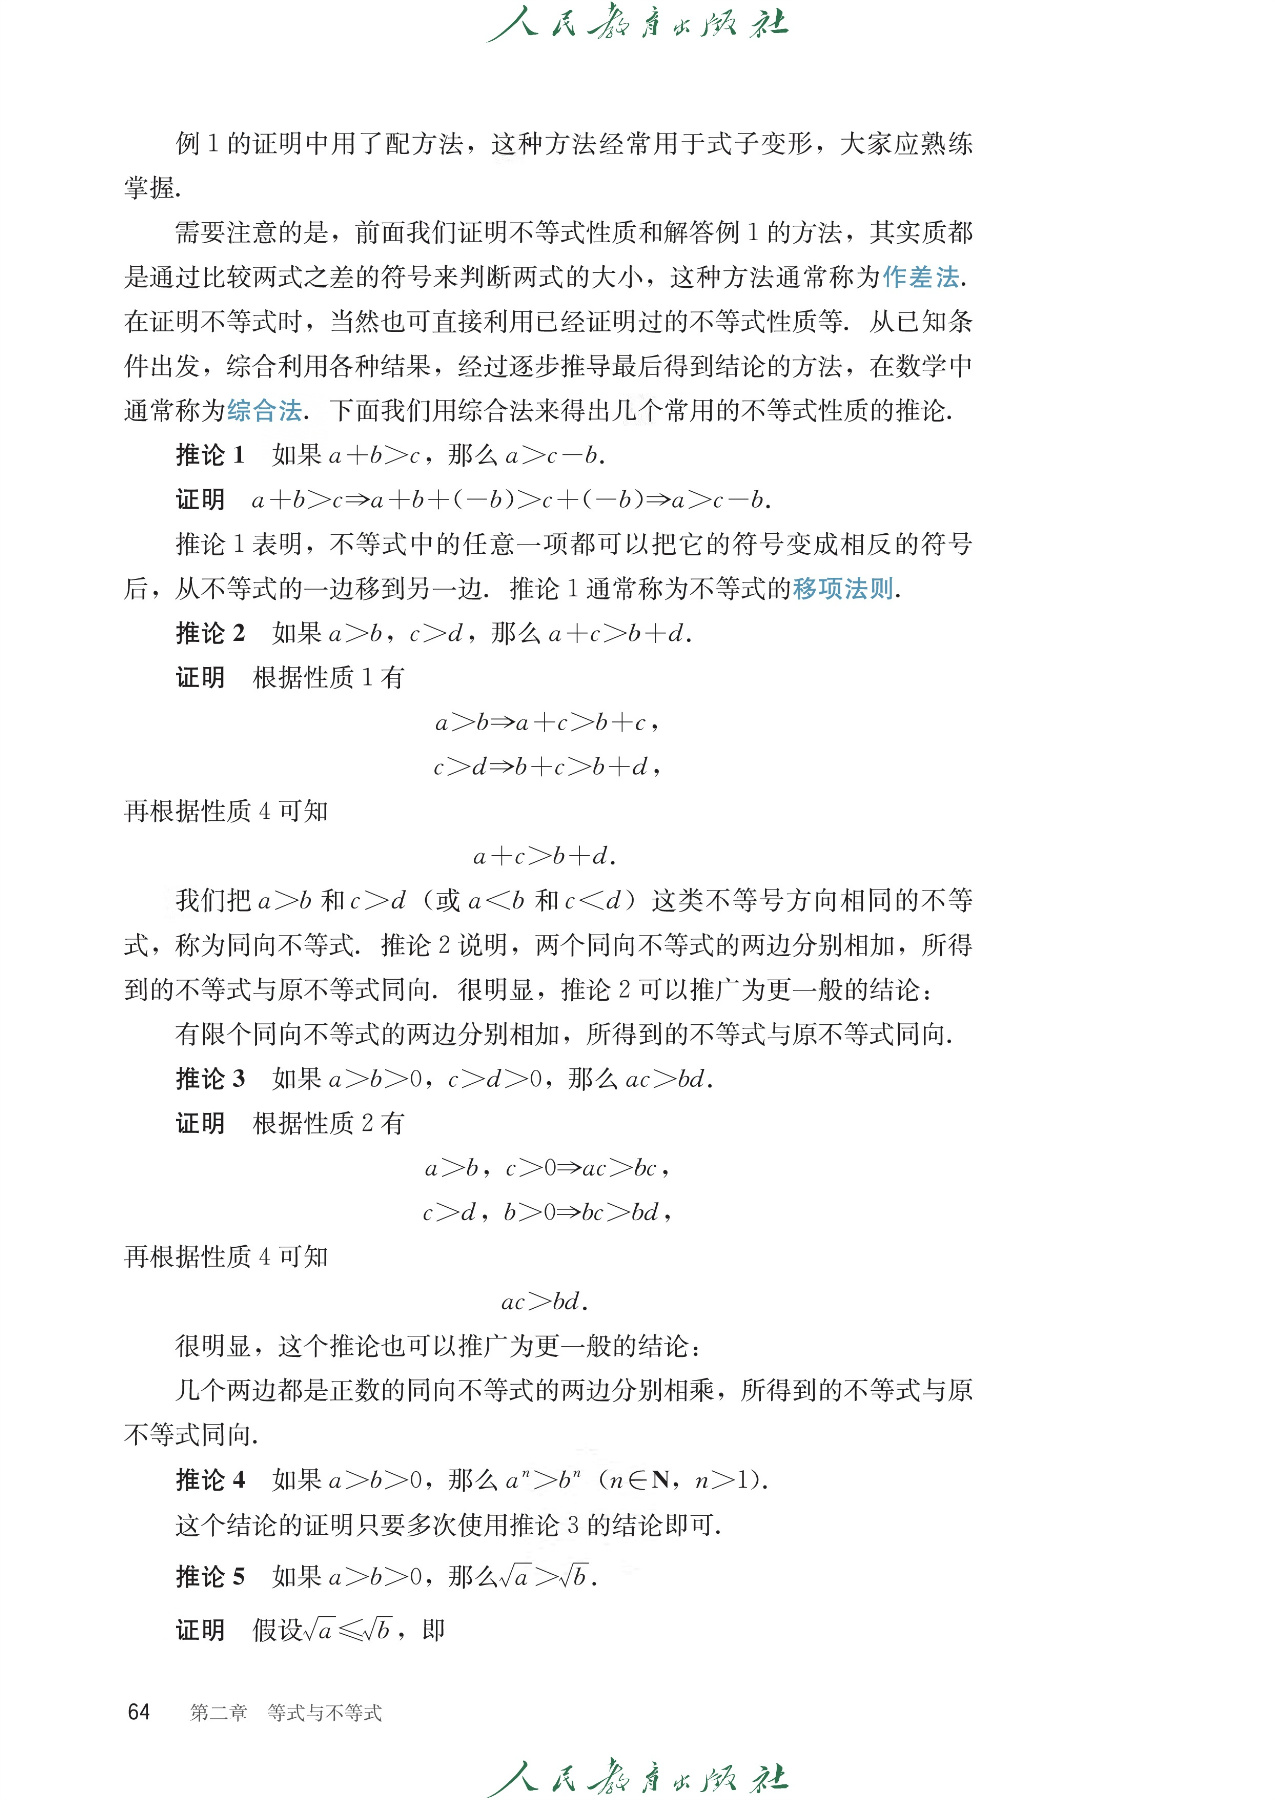 人民教育出版社
例 1 的证明中用了配方法，这种方法经常用于式子变形，大家应熟练
掌握.
需要注意的是，前面我们证明不等式性质和解答例 1 的方法，其实质都
是通过比较两式之差的符号来判断两式的大小，这种方法通常称为作差法.
在证明不等式时，当然也可直接利用已经证明过的不等式性质等. 从已知条
件出发，综合利用各种结果，经过逐步推导最后得到结论的方法，在数学中
通常称为综合法. 下面我们用综合法来得出几个常用的不等式性质的推论.
推论 1 如果 a＋b＞c，那么 a＞c－b.
证明 a＋b＞c⇒a＋b＋(－b)＞c＋(－b)⇒a＞c－b.
推论 1 表明，不等式中的任意一项都可以把它的符号变成相反的符号
后，从不等式的一边移到另一边. 推论 1 通常称为不等式的移项法则.
推论 2 如果 a＞b，c＞d，那么 a＋c＞b＋d.
证明 根据性质 1 有
a＞b⇒a＋c＞b＋c，
c＞d⇒b＋c＞b＋d，
再根据性质 4 可知
a＋c＞b＋d.
我们把 a＞b 和 c＞d（或 a＜b 和 c＜d）这类不等号方向相同的不等
式，称为同向不等式. 推论 2 说明，两个同向不等式的两边分别相加，所得
到的不等式与原不等式同向. 很明显，推论 2 可以推广为更一般的结论：
有限个同向不等式的两边分别相加，所得到的不等式与原不等式同向.
推论 3 如果 a＞b＞0，c＞d＞0，那么 ac＞bd.
证明 根据性质 2 有
a＞b，c＞0⇒ac＞bc，
c＞d，b＞0⇒bc＞bd，
再根据性质 4 可知
ac＞bd.
很明显，这个推论也可以推广为更一般的结论：
几个两边都是正数的同向不等式的两边分别相乘，所得到的不等式与原
不等式同向.
推论 4 如果 a＞b＞0，那么 aⁿ＞bⁿ（n∈N，n＞1）.
这个结论的证明只要多次使用推论 3 的结论即可.
推论 5 如果 a＞b＞0，那么√a＞√b.
证明 假设√a≤√b，即
64 第二章 等式与不等式
人民教育出版社